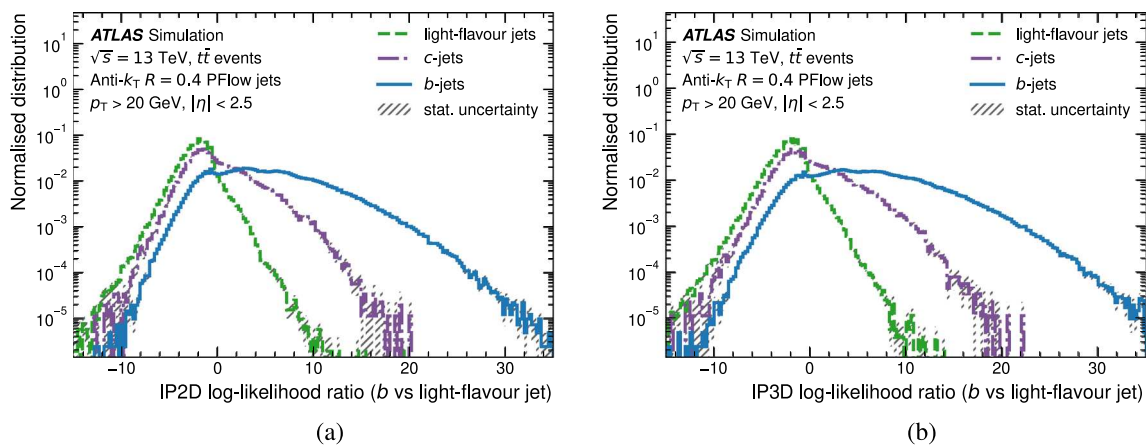 ATLAS Simulation
√s = 13 TeV, tt̄ events
Anti-kT R = 0.4 PFlow jets
pT > 20 GeV, |η| < 2.5
light-flavour jets
c-jets
b-jets
stat. uncertainty
Normalised distribution
10¹
10⁰
10⁻¹
10⁻²
10⁻³
10⁻⁴
10⁻⁵
−10 0 10 20 30
IP2D log-likelihood ratio (b vs light-flavour jet)
(a)
ATLAS Simulation
√s = 13 TeV, tt̄ events
Anti-kT R = 0.4 PFlow jets
pT > 20 GeV, |η| < 2.5
light-flavour jets
c-jets
b-jets
stat. uncertainty
Normalised distribution
10¹
10⁰
10⁻¹
10⁻²
10⁻³
10⁻⁴
10⁻⁵
−10 0 10 20 30
IP3D log-likelihood ratio (b vs light-flavour jet)
(b)